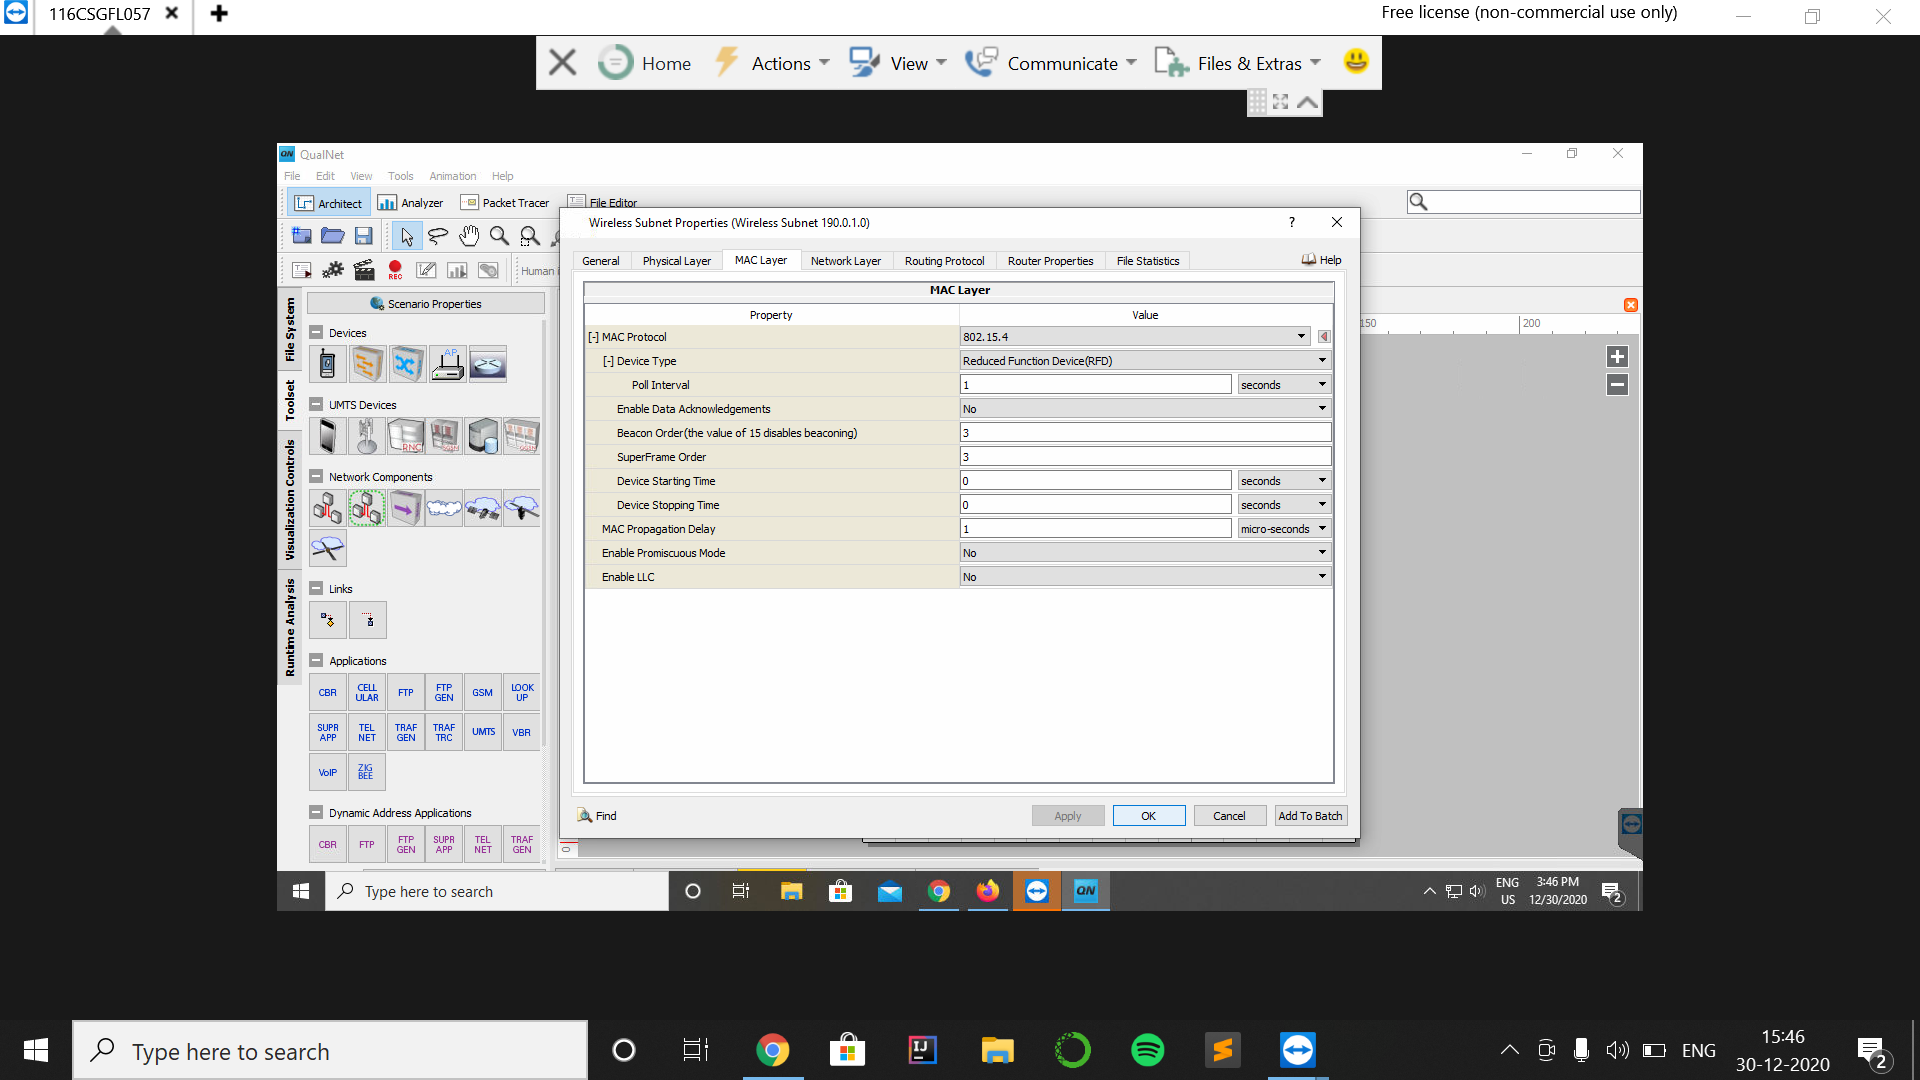 116CSGFL057
Free license (non-commercial use only)
Home Actions View Communicate Files & Extras
QN QualNet
File Edit View Tools Animation Help
Architect Analyzer Packet Tracer File Editor
Wireless Subnet Properties (Wireless Subnet 190.0.1.0) ?
REC Human i
General Physical Layer MAC Layer Network Layer Routing Protocol Router Properties File Statistics Help
File System
Toolset
Visualization Controls
Runtime Analysis
Scenario Properties
Devices
AP
UMTS Devices
RNC
Network Components
Links
Applications
CBR CELL ULAR FTP FTP GEN GSM LOOK UP
SUPR APP TEL NET TRAF GEN TRAF TRC UMTS VBR
VoIP ZIG BEE
Dynamic Address Applications
CBR FTP FTP GEN SUPR APP TEL NET TRAF GEN
MAC Layer
Property Value
[-] MAC Protocol 802.15.4
[-] Device Type Reduced Function Device(RFD)
Poll Interval 1 seconds
Enable Data Acknowledgements No
Beacon Order(the value of 15 disables beaconing) 3
SuperFrame Order 3
Device Starting Time 0 seconds
Device Stopping Time 0 seconds
MAC Propagation Delay 1 micro-seconds
Enable Promiscuous Mode No
Enable LLC No
150 200
Find Apply OK Cancel Add To Batch
0
Type here to search
QN
ENG
US
3:46 PM
12/30/2020
2
Type here to search
IJ
ENG
15:46
30-12-2020
2